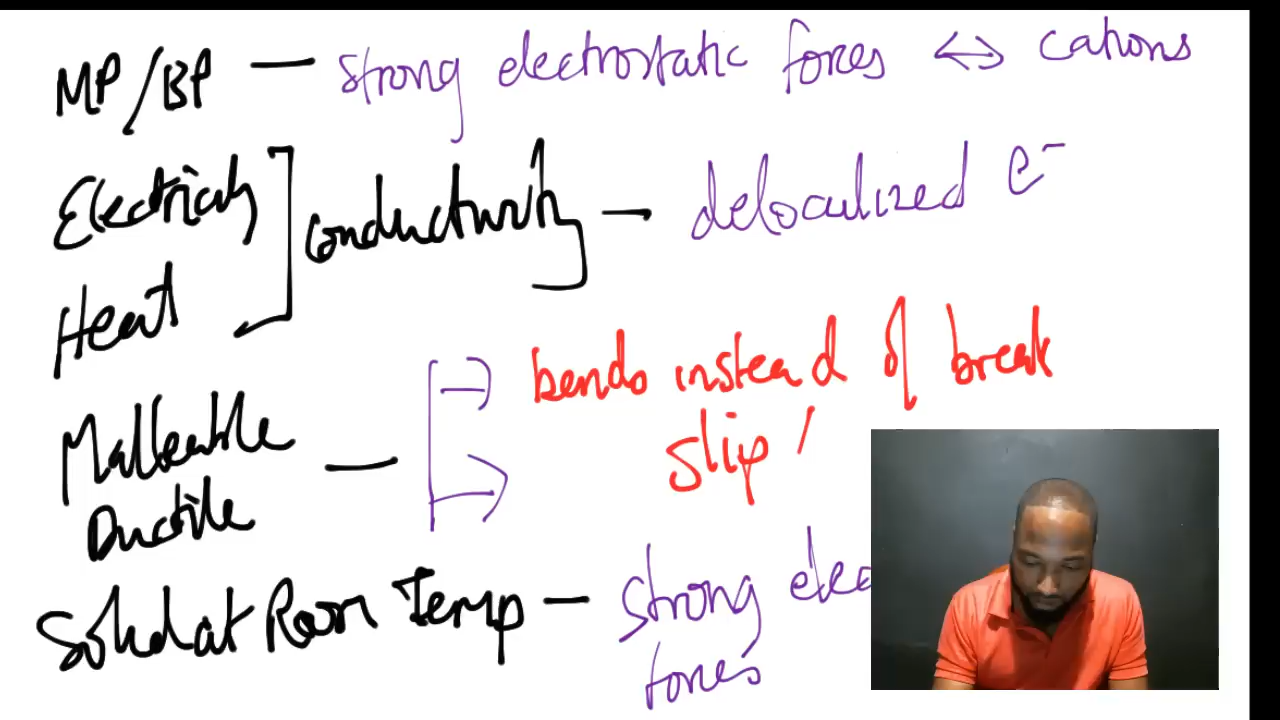 MP/BP — strong electrostatic forces ↔ cations
Electricity
Heat
conductivity — delocalized e⁻
Malleable
Ductile —
bends instead of break
slip /
Solid at Room Temp — strong elec
forces